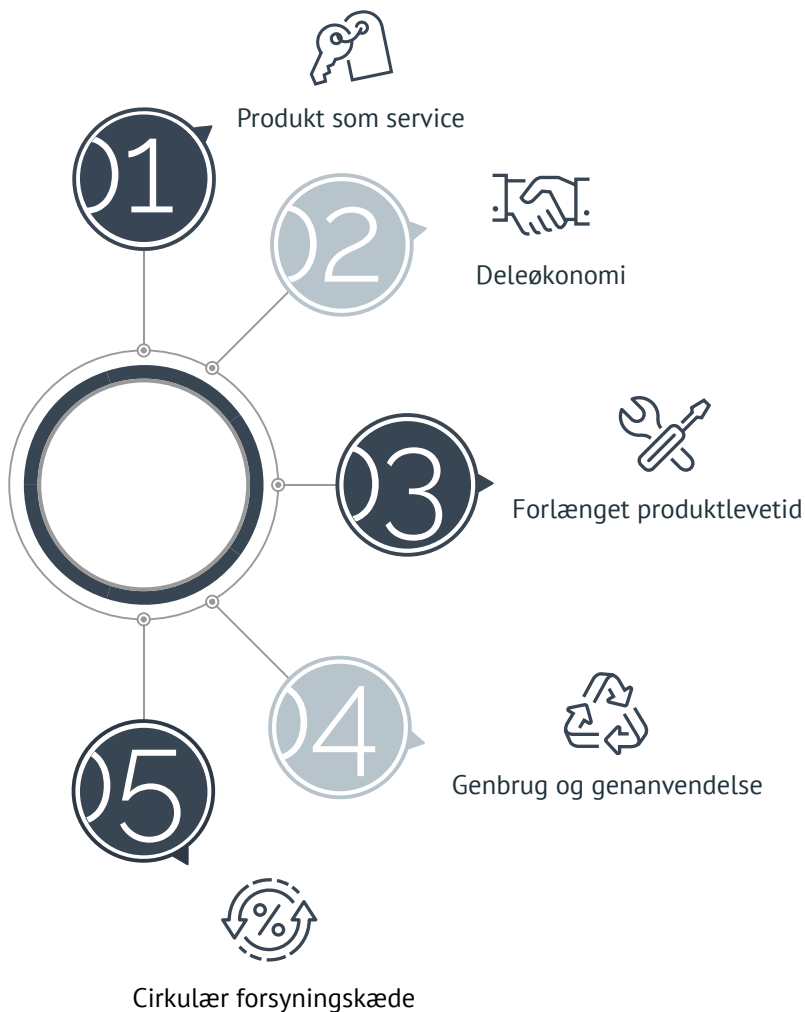 01
Produkt som service
02
Deleøkonomi
03
Forlænget produktlevetid
04
Genbrug og genanvendelse
05
%
Cirkulær forsyningskæde